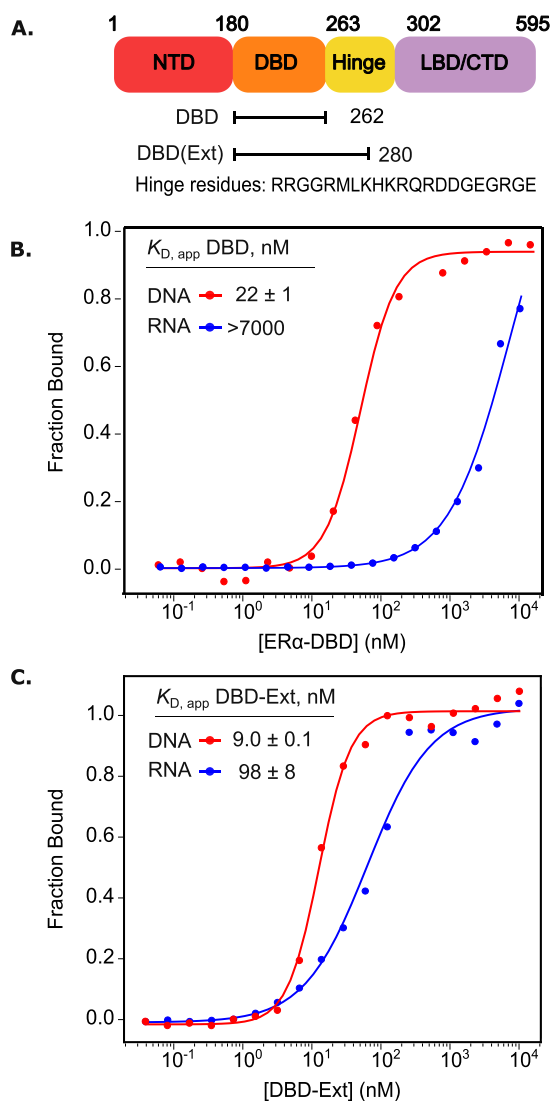 A.
1 180 263 302 595
NTD DBD Hinge LBD/CTD
DBD 262
DBD(Ext) 280
Hinge residues: RRGGRMLKHKRQRDDGEGRGE
B.
K_D, app DBD, nM
DNA 22 ± 1
RNA >7000
Fraction Bound
1.0
0.8
0.6
0.4
0.2
0.0
10⁻¹ 10⁰ 10¹ 10² 10³ 10⁴
[ERα-DBD] (nM)
C.
K_D, app DBD-Ext, nM
DNA 9.0 ± 0.1
RNA 98 ± 8
Fraction Bound
1.0
0.8
0.6
0.4
0.2
0.0
10⁻¹ 10⁰ 10¹ 10² 10³ 10⁴
[DBD-Ext] (nM)